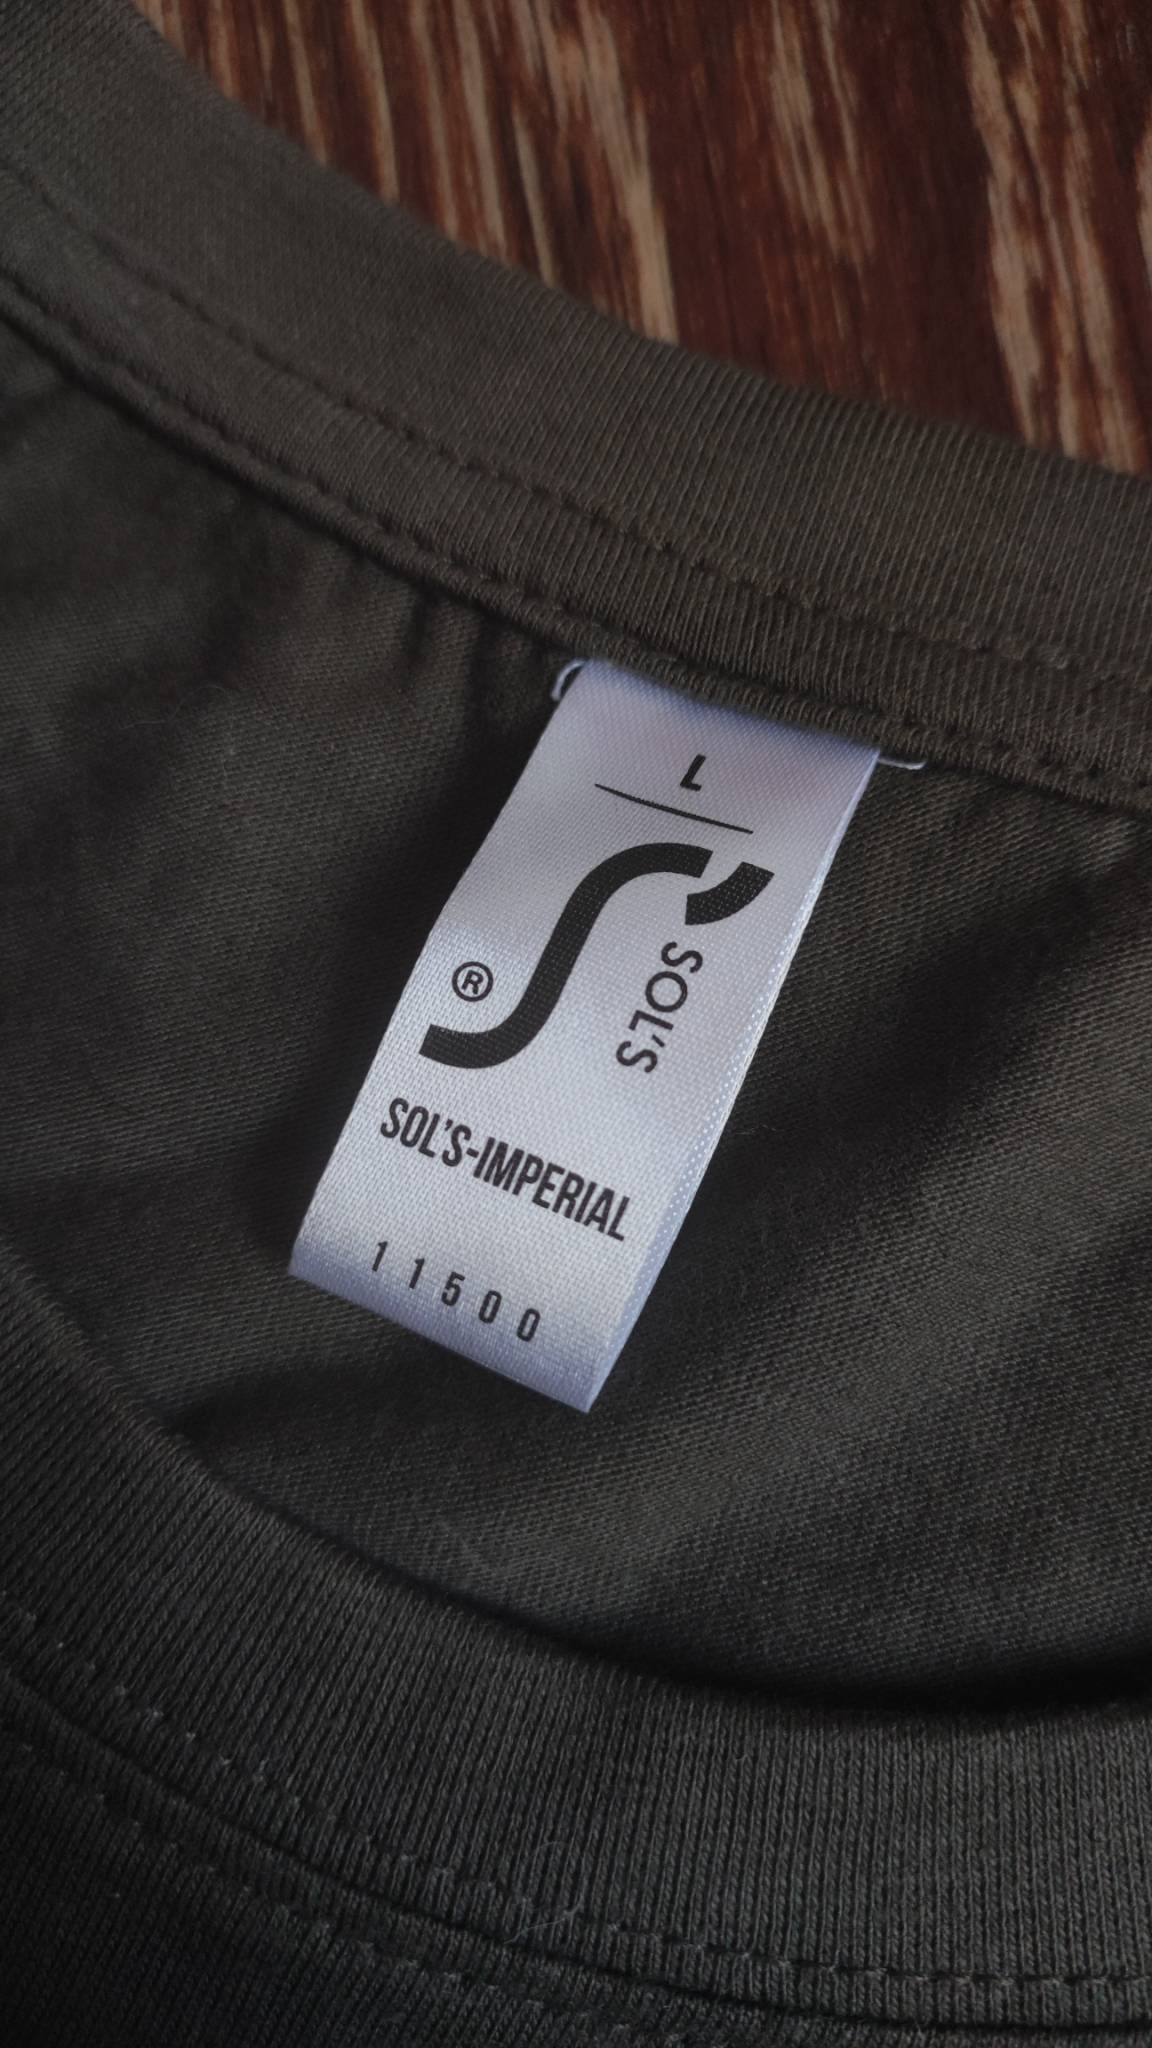 L
®
SOL'S
SOL'S-IMPERIAL
11500